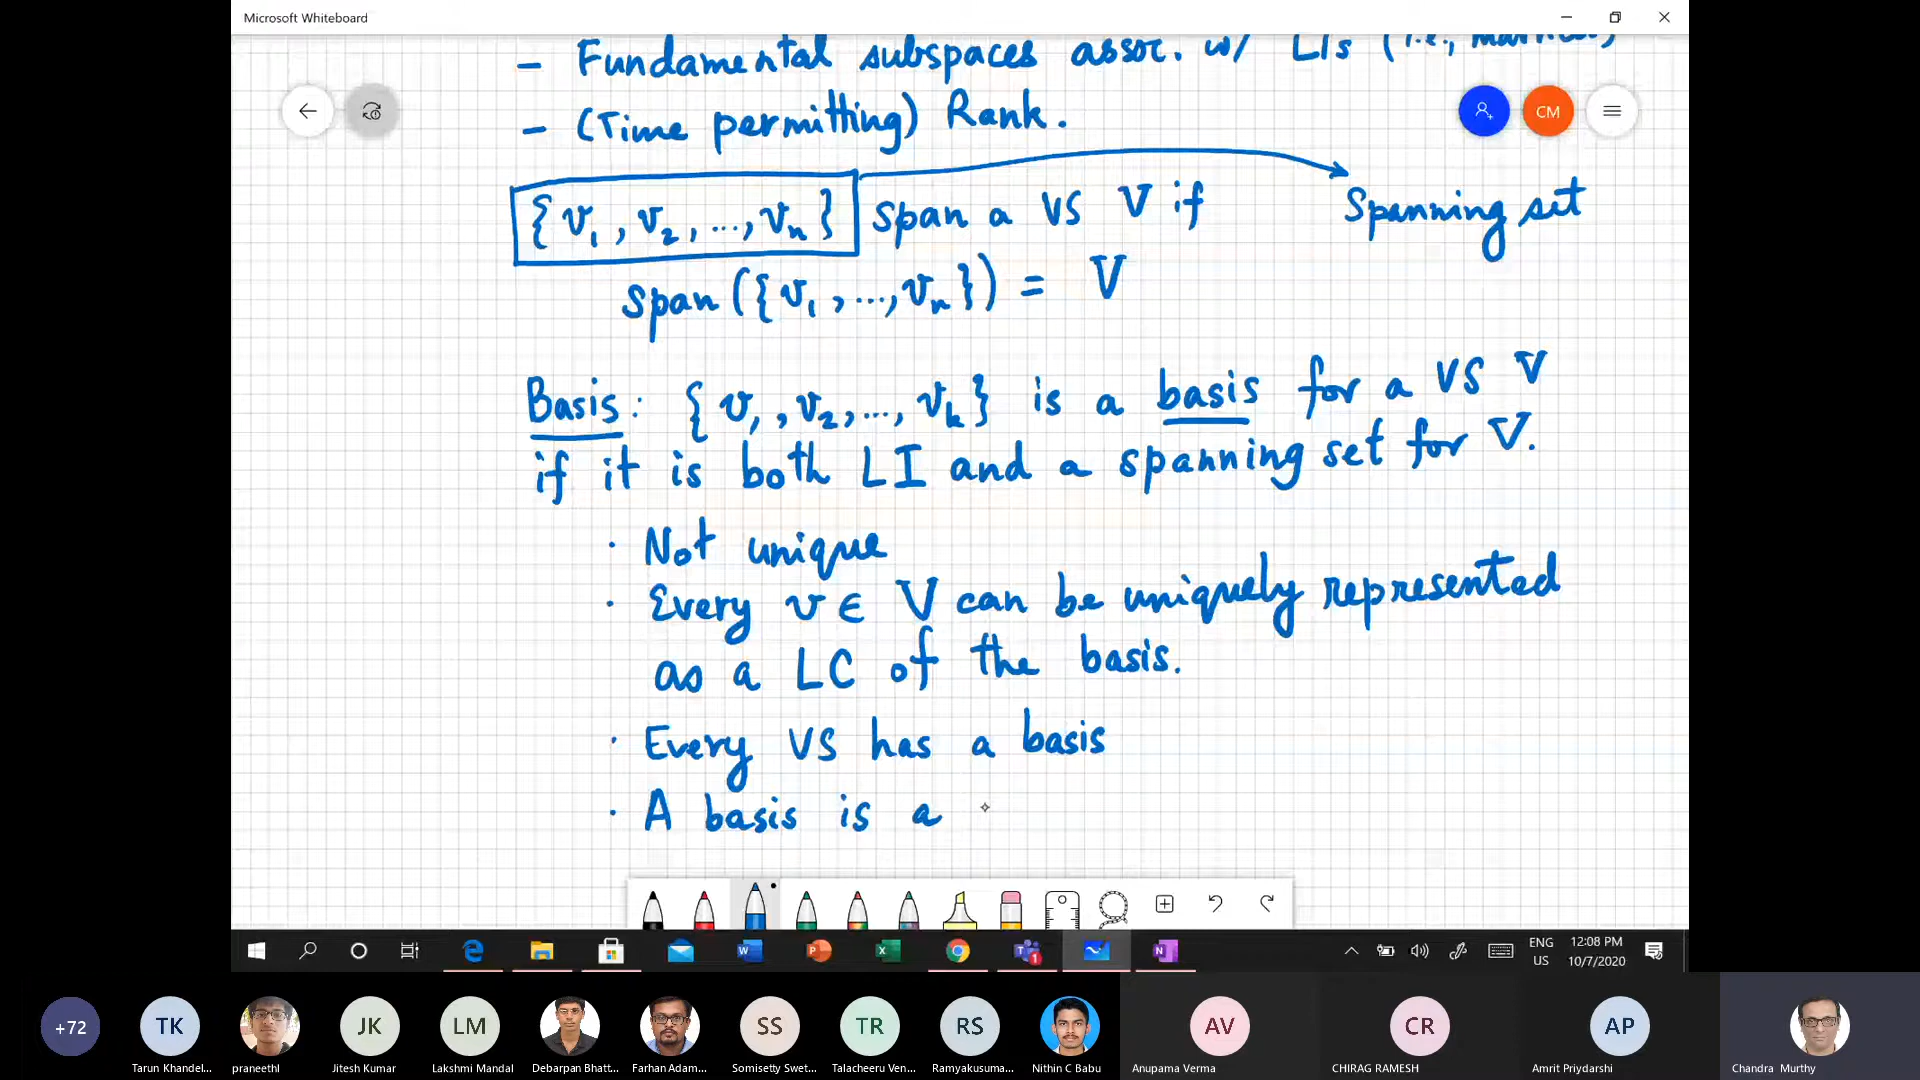 Microsoft Whiteboard
- Fundamental subspaces assoc. w/ LTs (i.e., matrices)
- (Time permitting) Rank.
CM
{v1, v2, ..., vn} span a VS V if
Spanning set
span ({v1, ..., vn}) = V
Basis: {v1, v2, ..., vk} is a basis for a VS V
if it is both LI and a spanning set for V.
· Not unique
· Every v ∈ V can be uniquely represented
as a LC of the basis.
· Every VS has a basis
· A basis is a
ENG
US
12:08 PM
10/7/2020
+72
TK
JK
LM
SS
TR
RS
AV
CR
AP
Tarun Khandel...
praneethl
Jitesh Kumar
Lakshmi Mandal
Debarpan Bhatt...
Farhan Adam...
Somisetty Swet...
Talacheeru Ven...
Ramyakusuma...
Nithin C Babu
Anupama Verma
CHIRAG RAMESH
Amrit Priydarshi
Chandra Murthy